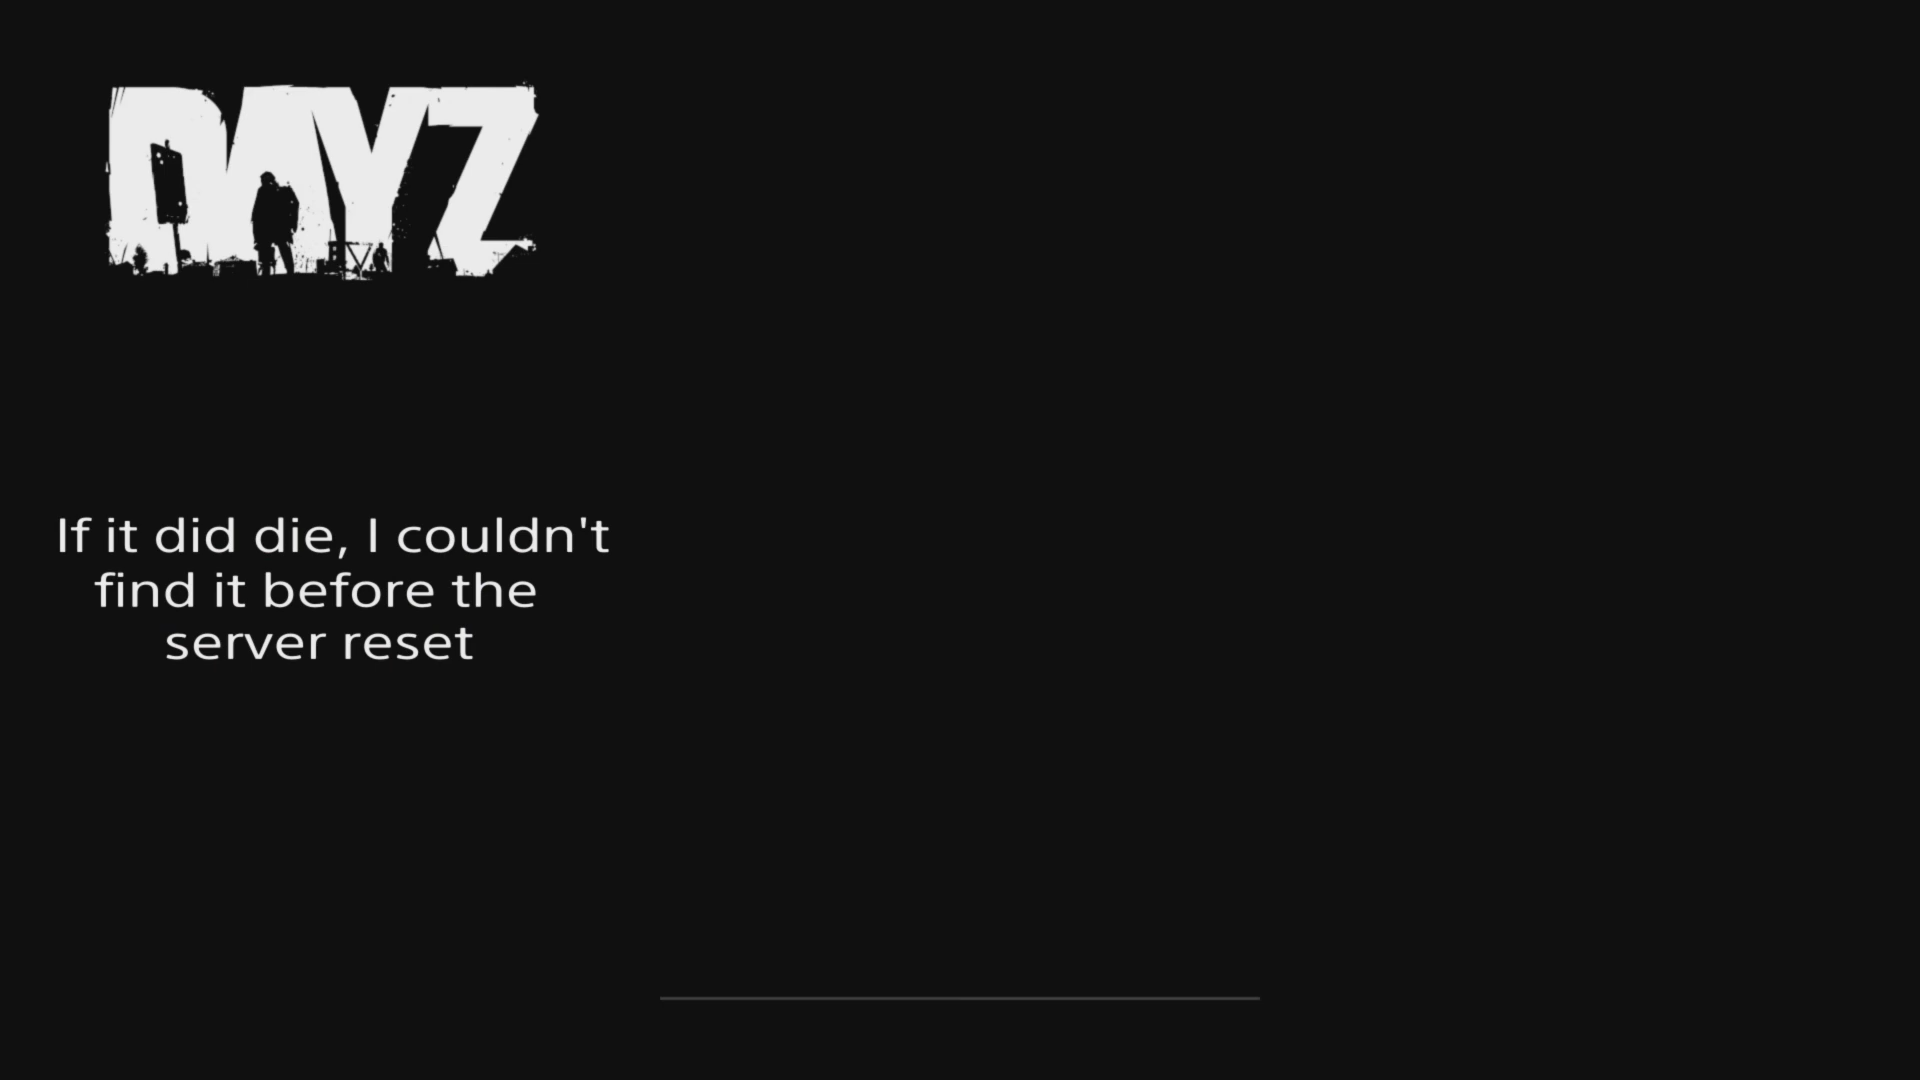 DAYZ
If it did die, I couldn't
find it before the
server reset